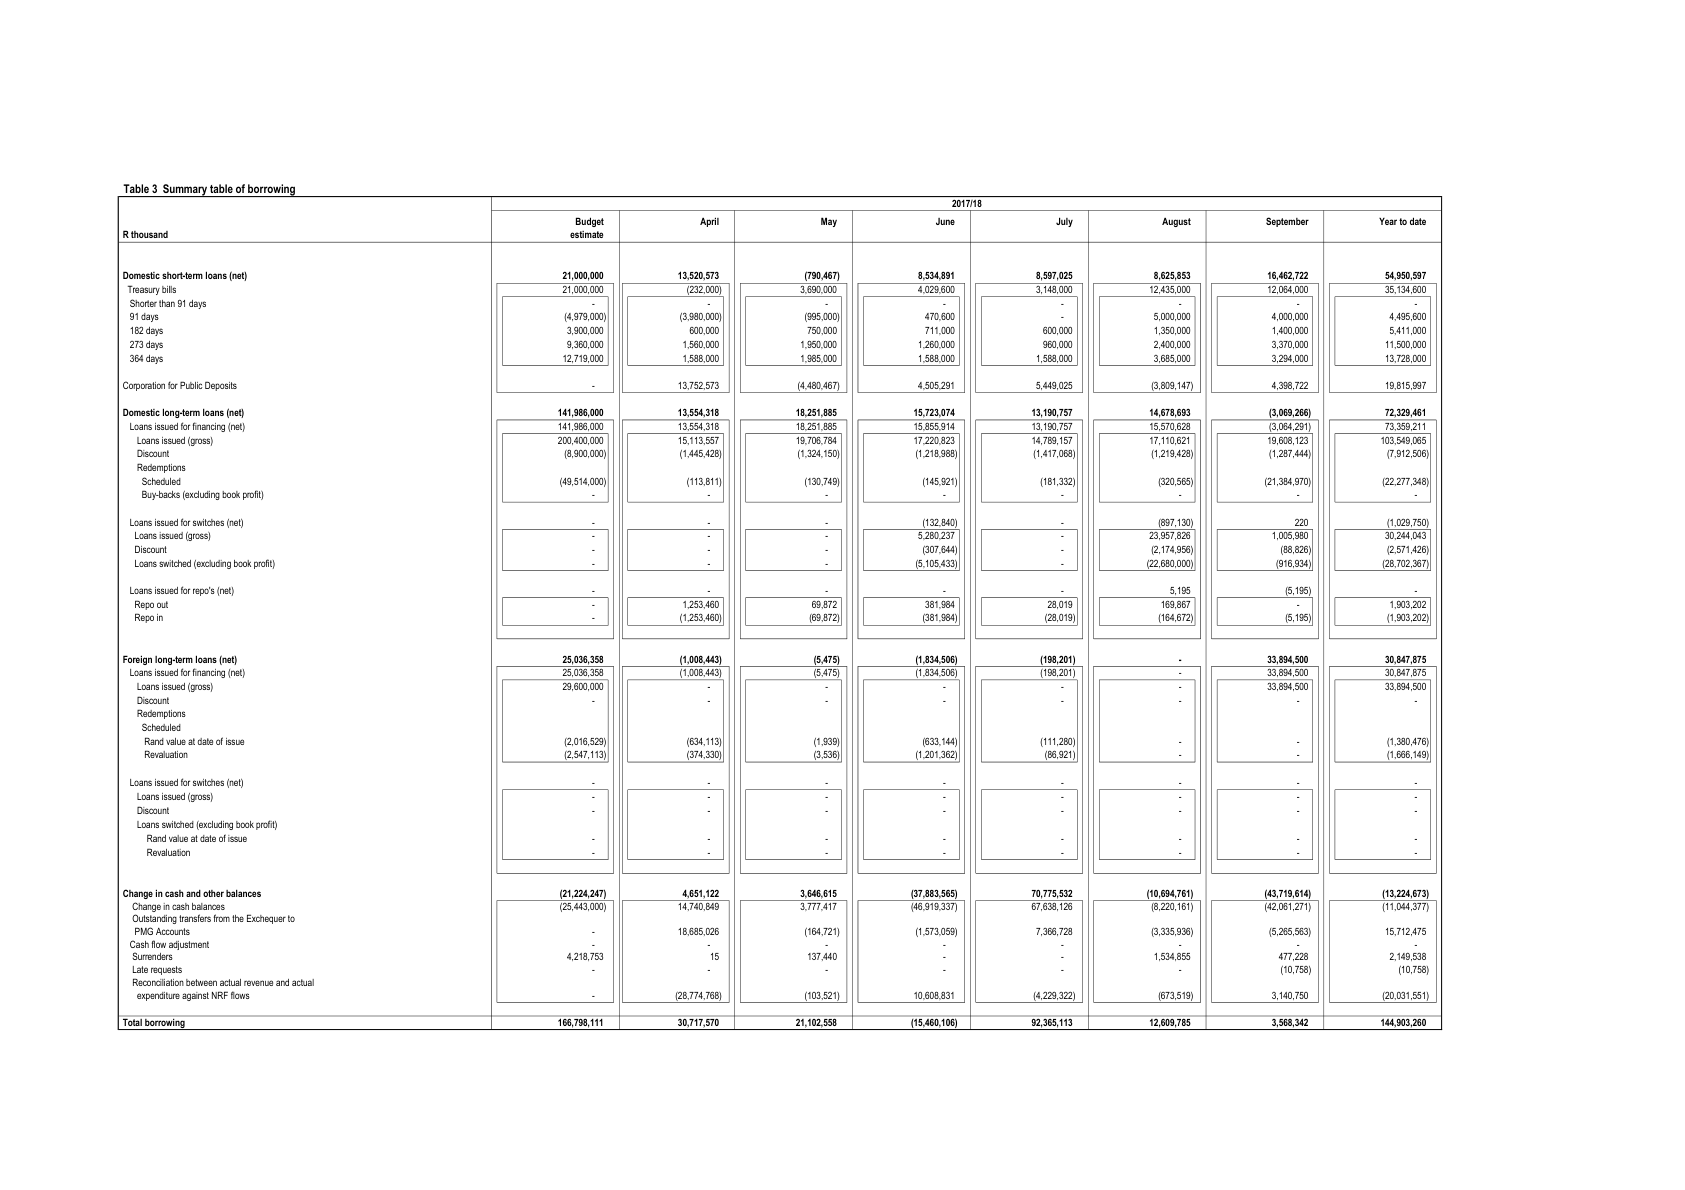 Table 3 Summary table of borrowing
2017/18
Budget April May June July August September Year to date
R thousand estimate
Domestic short-term loans (net) 21,000,000 13,520,573 (790,467) 8,534,891 8,597,025 8,625,853 16,462,722 54,950,597
Treasury bills 21,000,000 (232,000) 3,690,000 4,029,600 3,148,000 12,435,000 12,064,000 35,134,600
Shorter than 91 days - - - - - - - -
91 days (4,979,000) (3,980,000) (995,000) 470,600 - 5,000,000 4,000,000 4,495,600
182 days 3,900,000 600,000 750,000 711,000 600,000 1,350,000 1,400,000 5,411,000
273 days 9,360,000 1,560,000 1,950,000 1,260,000 960,000 2,400,000 3,370,000 11,500,000
364 days 12,719,000 1,588,000 1,985,000 1,588,000 1,588,000 3,685,000 3,294,000 13,728,000
Corporation for Public Deposits - 13,752,573 (4,480,467) 4,505,291 5,449,025 (3,809,147) 4,398,722 19,815,997
Domestic long-term loans (net) 141,986,000 13,554,318 18,251,885 15,723,074 13,190,757 14,678,693 (3,069,266) 72,329,461
Loans issued for financing (net) 141,986,000 13,554,318 18,251,885 15,855,914 13,190,757 15,570,628 (3,064,291) 73,359,211
Loans issued (gross) 200,400,000 15,113,557 19,706,784 17,220,823 14,789,157 17,110,621 19,608,123 103,549,065
Discount (8,900,000) (1,445,428) (1,324,150) (1,218,988) (1,417,068) (1,219,428) (1,287,444) (7,912,506)
Redemptions
Scheduled (49,514,000) (113,811) (130,749) (145,921) (181,332) (320,565) (21,384,970) (22,277,348)
Buy-backs (excluding book profit) - - - - - - - -
Loans issued for switches (net) - - - (132,840) - (897,130) 220 (1,029,750)
Loans issued (gross) - - - 5,280,237 - 23,957,826 1,005,980 30,244,043
Discount - - - (307,644) - (2,174,956) (88,826) (2,571,426)
Loans switched (excluding book profit) - - - (5,105,433) - (22,680,000) (916,934) (28,702,367)
Loans issued for repo's (net) - - - - - 5,195 (5,195) -
Repo out - 1,253,460 69,872 381,984 28,019 169,867 - 1,903,202
Repo in - (1,253,460) (69,872) (381,984) (28,019) (164,672) (5,195) (1,903,202)
Foreign long-term loans (net) 25,036,358 (1,008,443) (5,475) (1,834,506) (198,201) - 33,894,500 30,847,875
Loans issued for financing (net) 25,036,358 (1,008,443) (5,475) (1,834,506) (198,201) - 33,894,500 30,847,875
Loans issued (gross) 29,600,000 - - - - - 33,894,500 33,894,500
Discount - - - - - - - -
Redemptions
Scheduled
Rand value at date of issue (2,016,529) (634,113) (1,939) (633,144) (111,280) - - (1,380,476)
Revaluation (2,547,113) (374,330) (3,536) (1,201,362) (86,921) - - (1,666,149)
Loans issued for switches (net) - - - - - - - -
Loans issued (gross) - - - - - - - -
Discount - - - - - - - -
Loans switched (excluding book profit)
Rand value at date of issue - - - - - - - -
Revaluation - - - - - - - -
Change in cash and other balances (21,224,247) 4,651,122 3,646,615 (37,883,565) 70,775,532 (10,694,761) (43,719,614) (13,224,673)
Change in cash balances (25,443,000) 14,740,849 3,777,417 (46,919,337) 67,638,126 (8,220,161) (42,061,271) (11,044,377)
Outstanding transfers from the Exchequer to
PMG Accounts - 18,685,026 (164,721) (1,573,059) 7,366,728 (3,335,936) (5,265,563) 15,712,475
Cash flow adjustment - - - - - - - -
Surrenders 4,218,753 15 137,440 - - 1,534,855 477,228 2,149,538
Late requests - - - - - - (10,758) (10,758)
Reconciliation between actual revenue and actual
expenditure against NRF flows - (28,774,768) (103,521) 10,608,831 (4,229,322) (673,519) 3,140,750 (20,031,551)
Total borrowing 166,798,111 30,717,570 21,102,558 (15,460,106) 92,365,113 12,609,785 3,568,342 144,903,260